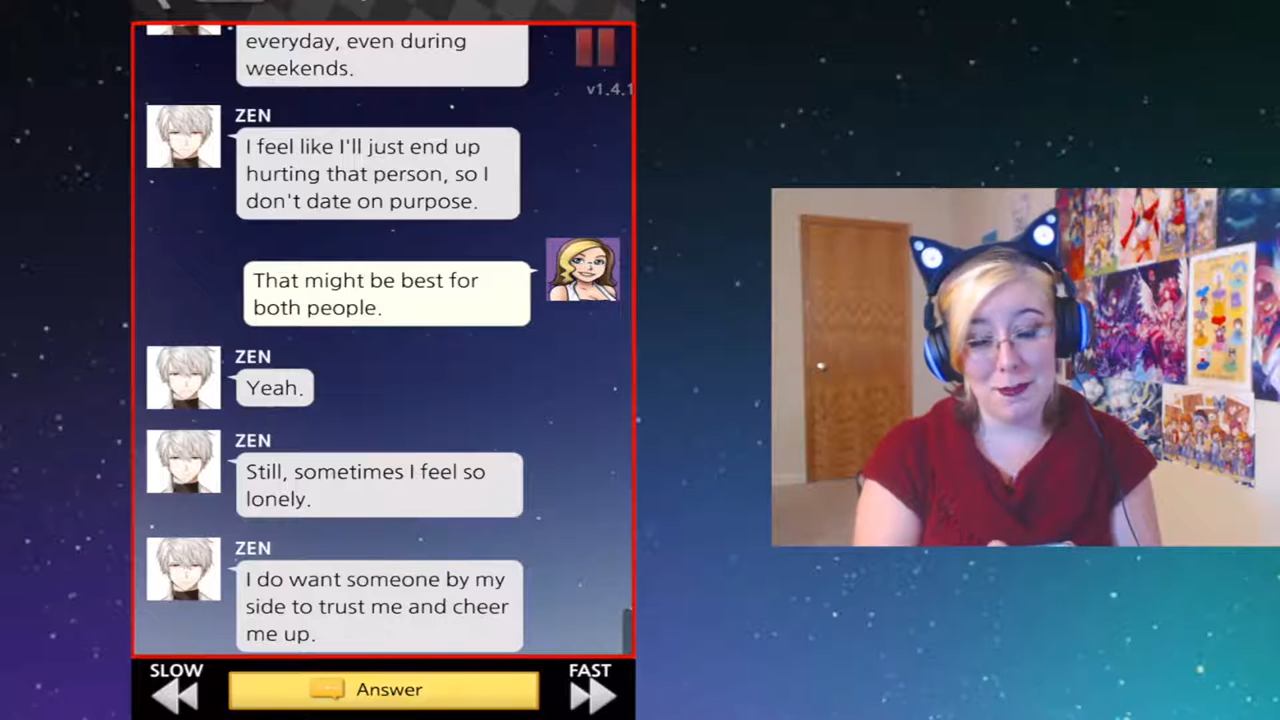 everyday, even during
weekends.
v1.4.1
ZEN
I feel like I'll just end up
hurting that person, so I
don't date on purpose.
That might be best for
both people.
ZEN
Yeah.
ZEN
Still, sometimes I feel so
lonely.
ZEN
I do want someone by my
side to trust me and cheer
me up.
SLOW
Answer
FAST